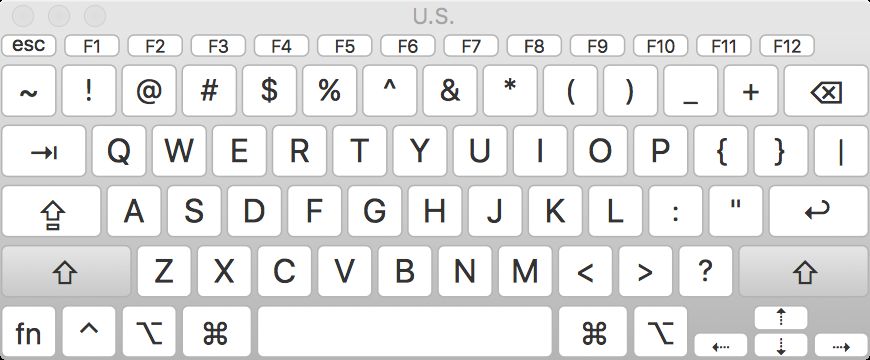 U.S.
esc F1 F2 F3 F4 F5 F6 F7 F8 F9 F10 F11 F12
~ ! @ # $ % ^ & * ( ) _ + ⌫
⇥ Q W E R T Y U I O P { } |
⇪ A S D F G H J K L : " ↩
⇧ Z X C V B N M < > ? ⇧
fn ^ ⌥ ⌘ ⌘ ⌥ ⇠ ⇡ ⇣ ⇢